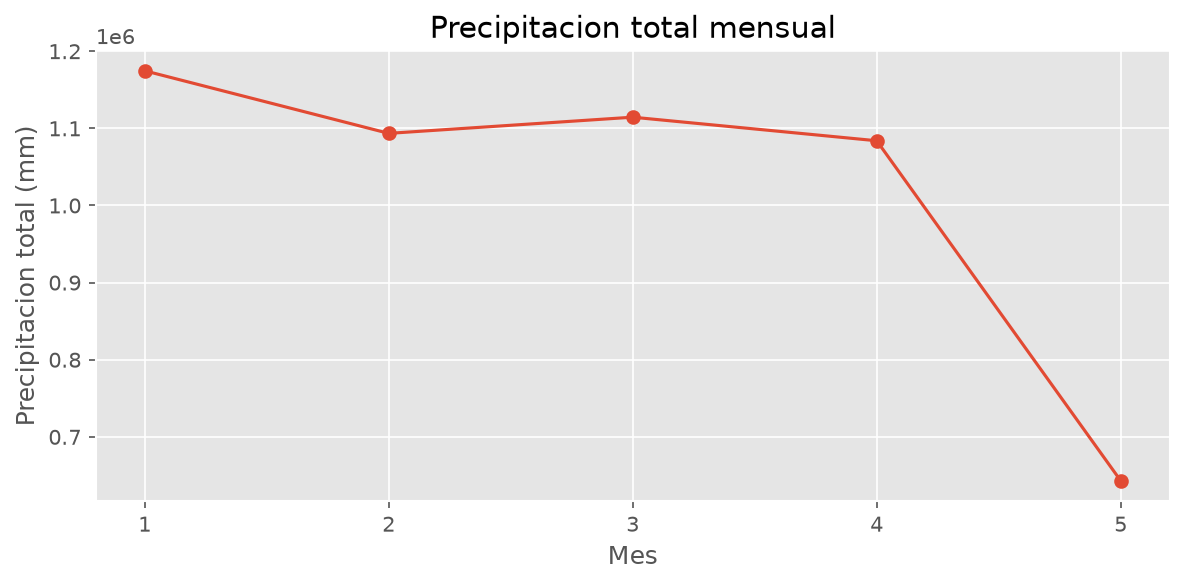 Precipitacion total mensual
1e6
Precipitacion total (mm)
1.2
1.1
1.0
0.9
0.8
0.7
1 2 3 4 5
Mes